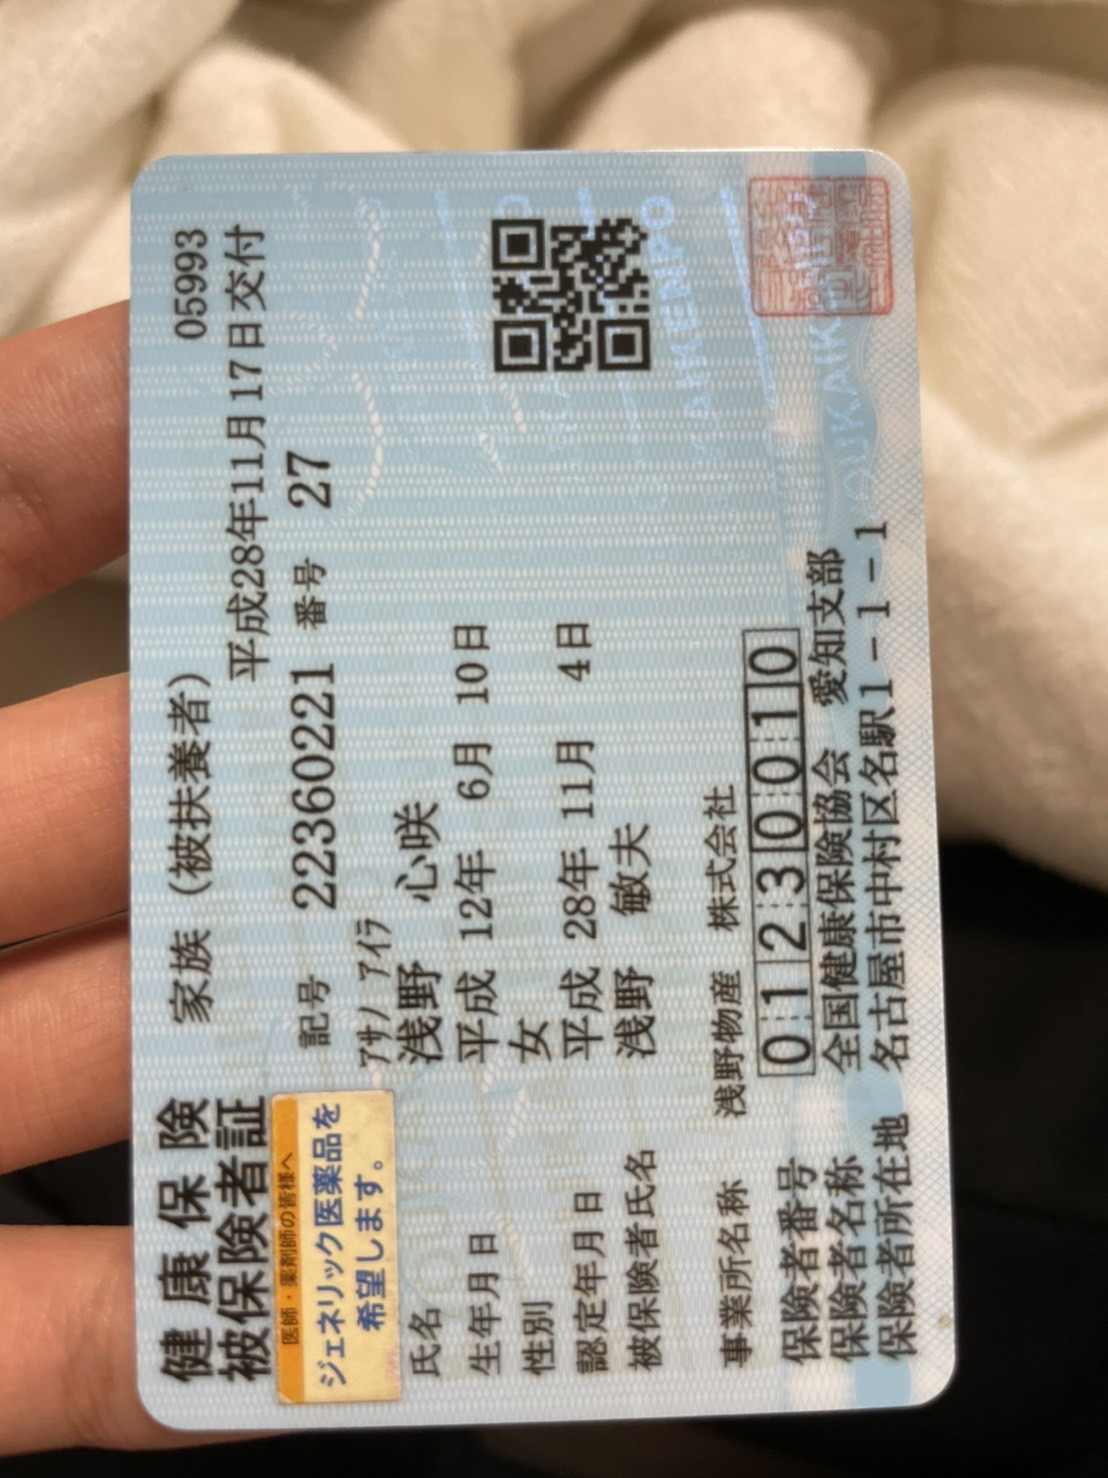 健康保険 家族(被扶養者) 05993
被保険者証 平成28年11月17日交付
医師・薬剤師の皆様へ
ジェネリック医薬品を
希望します。
記号 22360221 番号 27
アサノ アイラ
氏名 浅野 心咲
生年月日 平成 12年 6月 10日
性別 女
認定年月日 平成 28年 11月 4日
被保険者氏名 浅野 敏夫
事業所名称 浅野物産 株式会社
保険者番号 01230010
保険者名称 全国健康保険協会 愛知支部
保険者所在地 名古屋市中村区名駅1-1-1